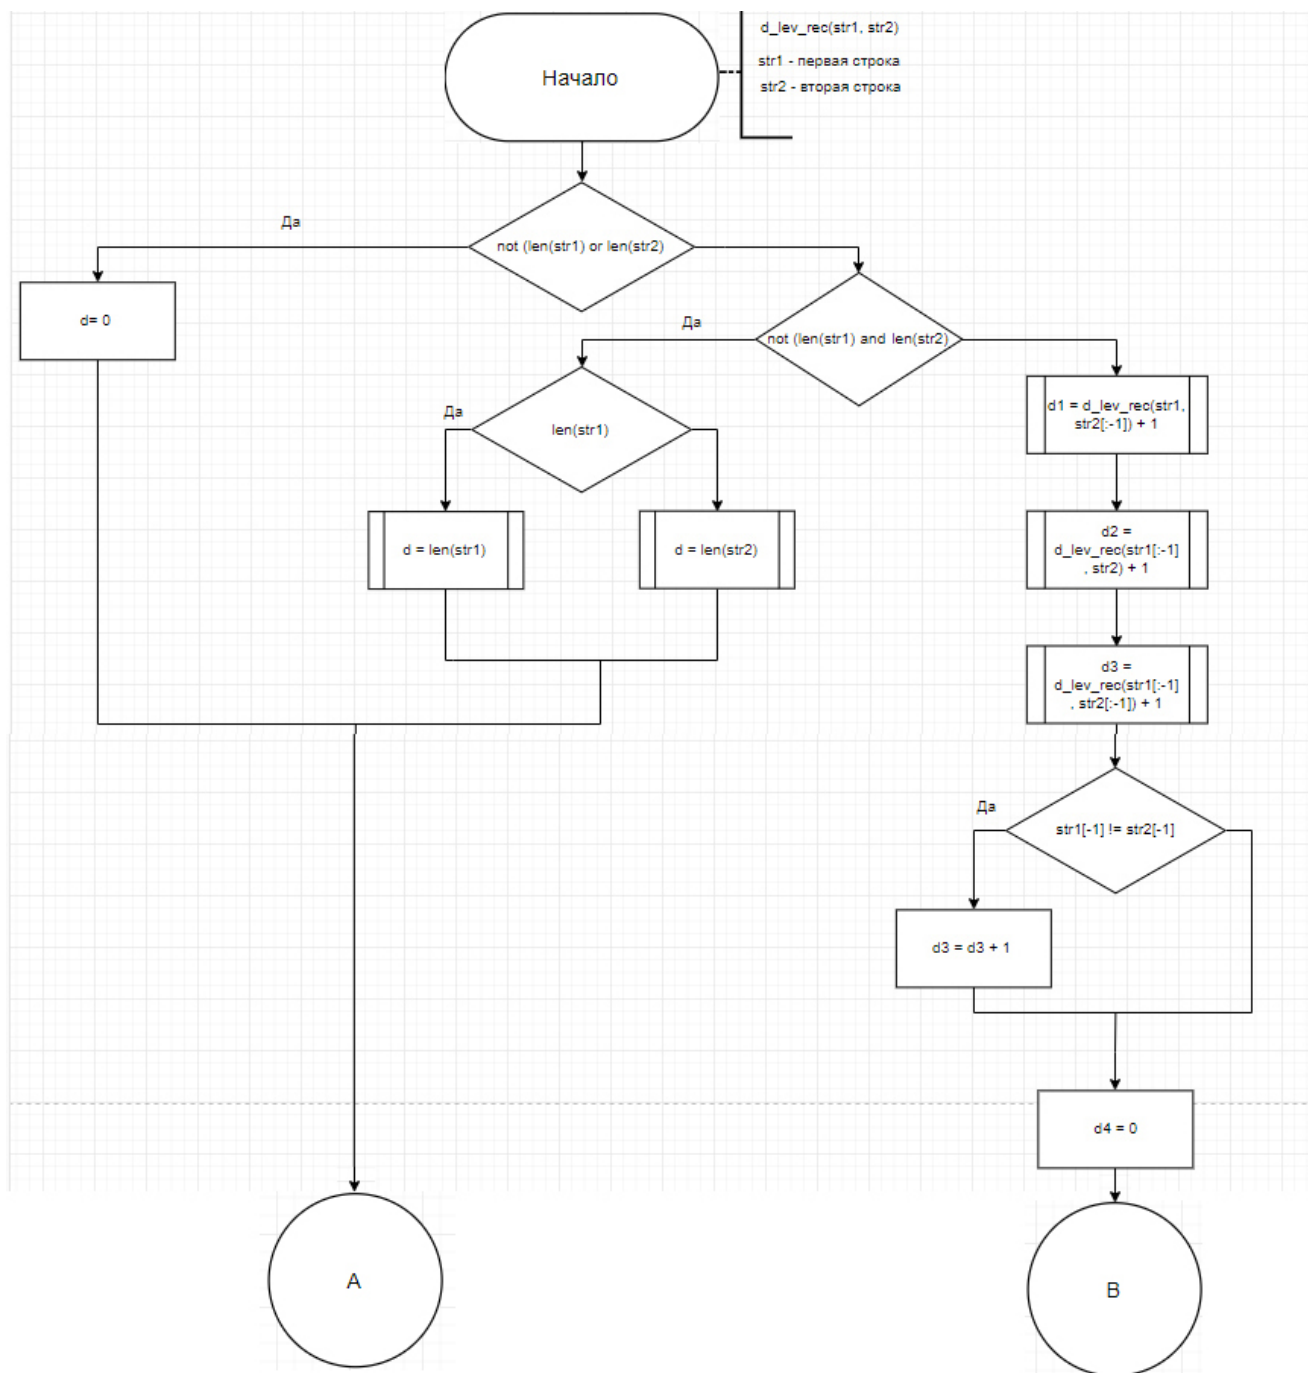 d_lev_rec(str1, str2)
Начало
str1 - первая строка
str2 - вторая строка
Да
not (len(str1) or len(str2)
d= 0
Да
not (len(str1) and len(str2)
Да
len(str1)
d1 = d_lev_rec(str1,
str2[:-1]) + 1
d = len(str1)
d = len(str2)
d2 =
d_lev_rec(str1[:-1]
, str2) + 1
d3 =
d_lev_rec(str1[:-1]
, str2[:-1]) + 1
Да
str1[-1] != str2[-1]
d3 = d3 + 1
d4 = 0
A
B